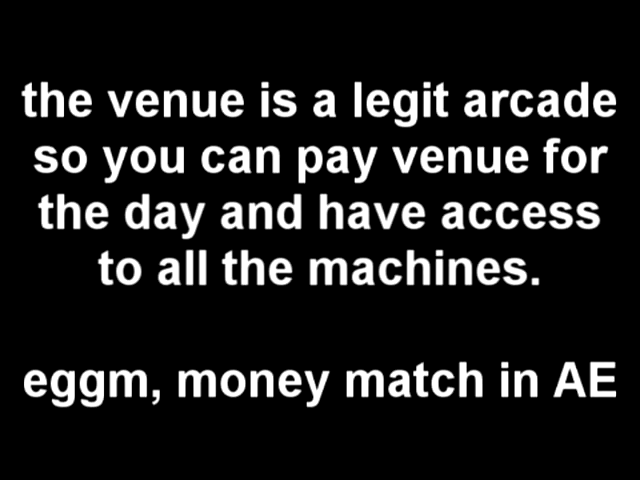 the venue is a legit arcade
so you can pay venue for
the day and have access
to all the machines.
eggm, money match in AE